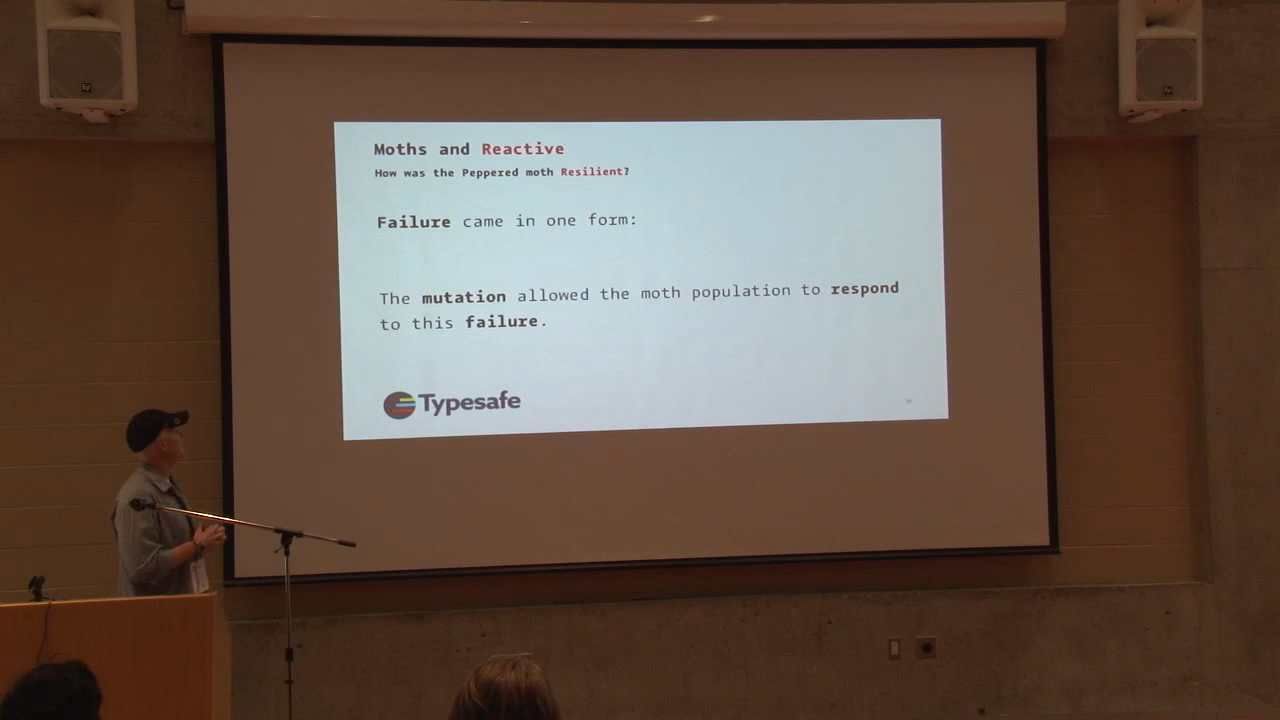 Moths and Reactive
How was the Peppered moth Resilient?
Failure came in one form:
The mutation allowed the moth population to respond
to this failure.
Typesafe